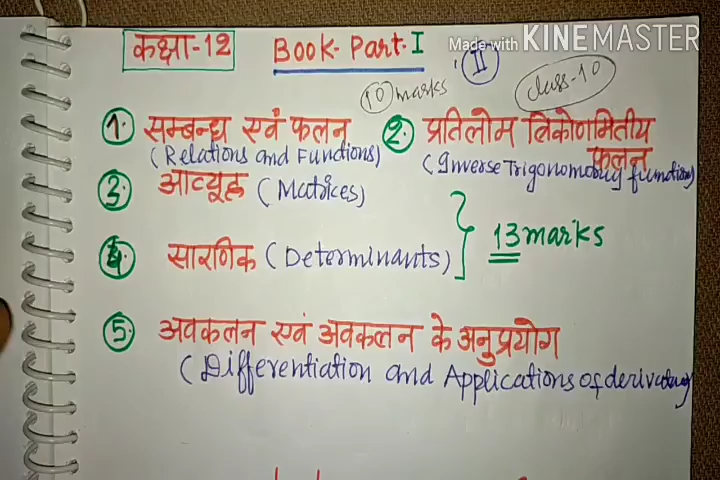 कक्षा-12 Book-Part-I Made with KINEMASTER
II
10 marks class-10
1. सम्बन्ध एवं फलन 2. प्रतिलोम त्रिकोणमितीय फलन
(Relations and Functions) (Inverse Trigonometry functions)
3. आव्यूह (Matrices)
4. सारणिक (Determinants) 13 marks
5. अवकलन एवं अवकलन के अनुप्रयोग
(Differentiation and Applications of